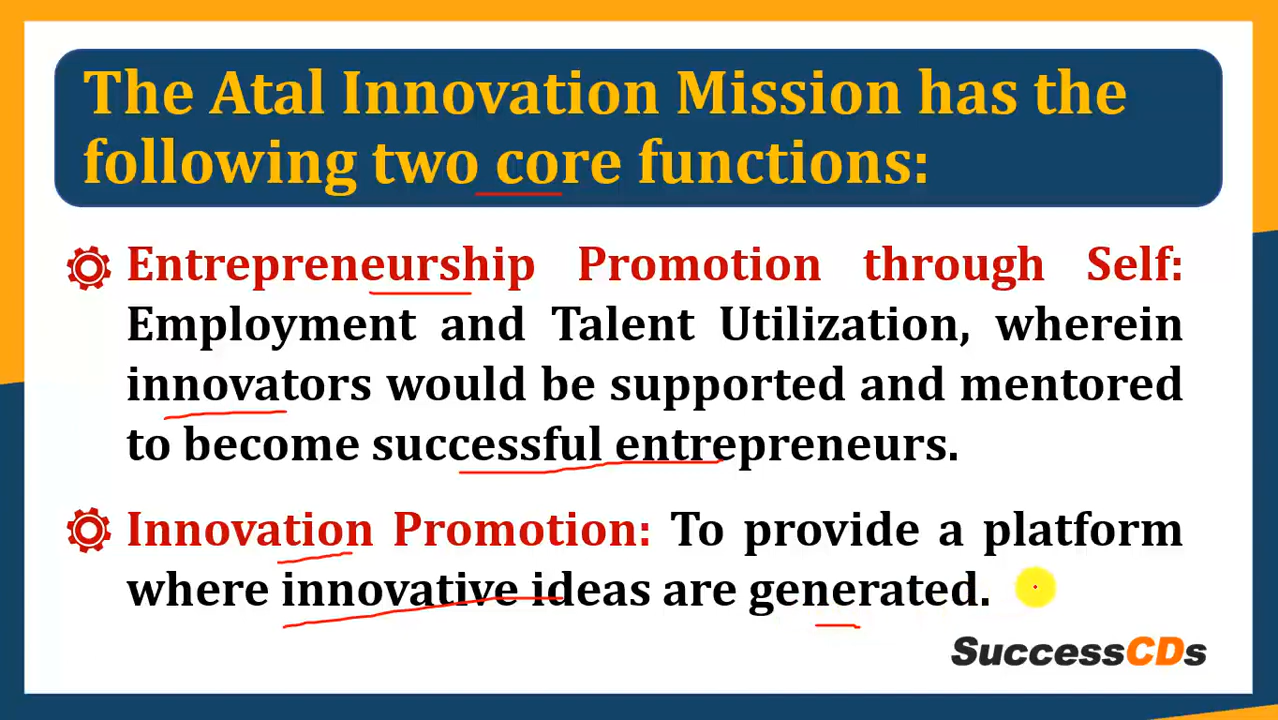 The Atal Innovation Mission has the
following two core functions:
Entrepreneurship Promotion through Self:
Employment and Talent Utilization, wherein
innovators would be supported and mentored
to become successful entrepreneurs.
Innovation Promotion: To provide a platform
where innovative ideas are generated.
SuccessCDs